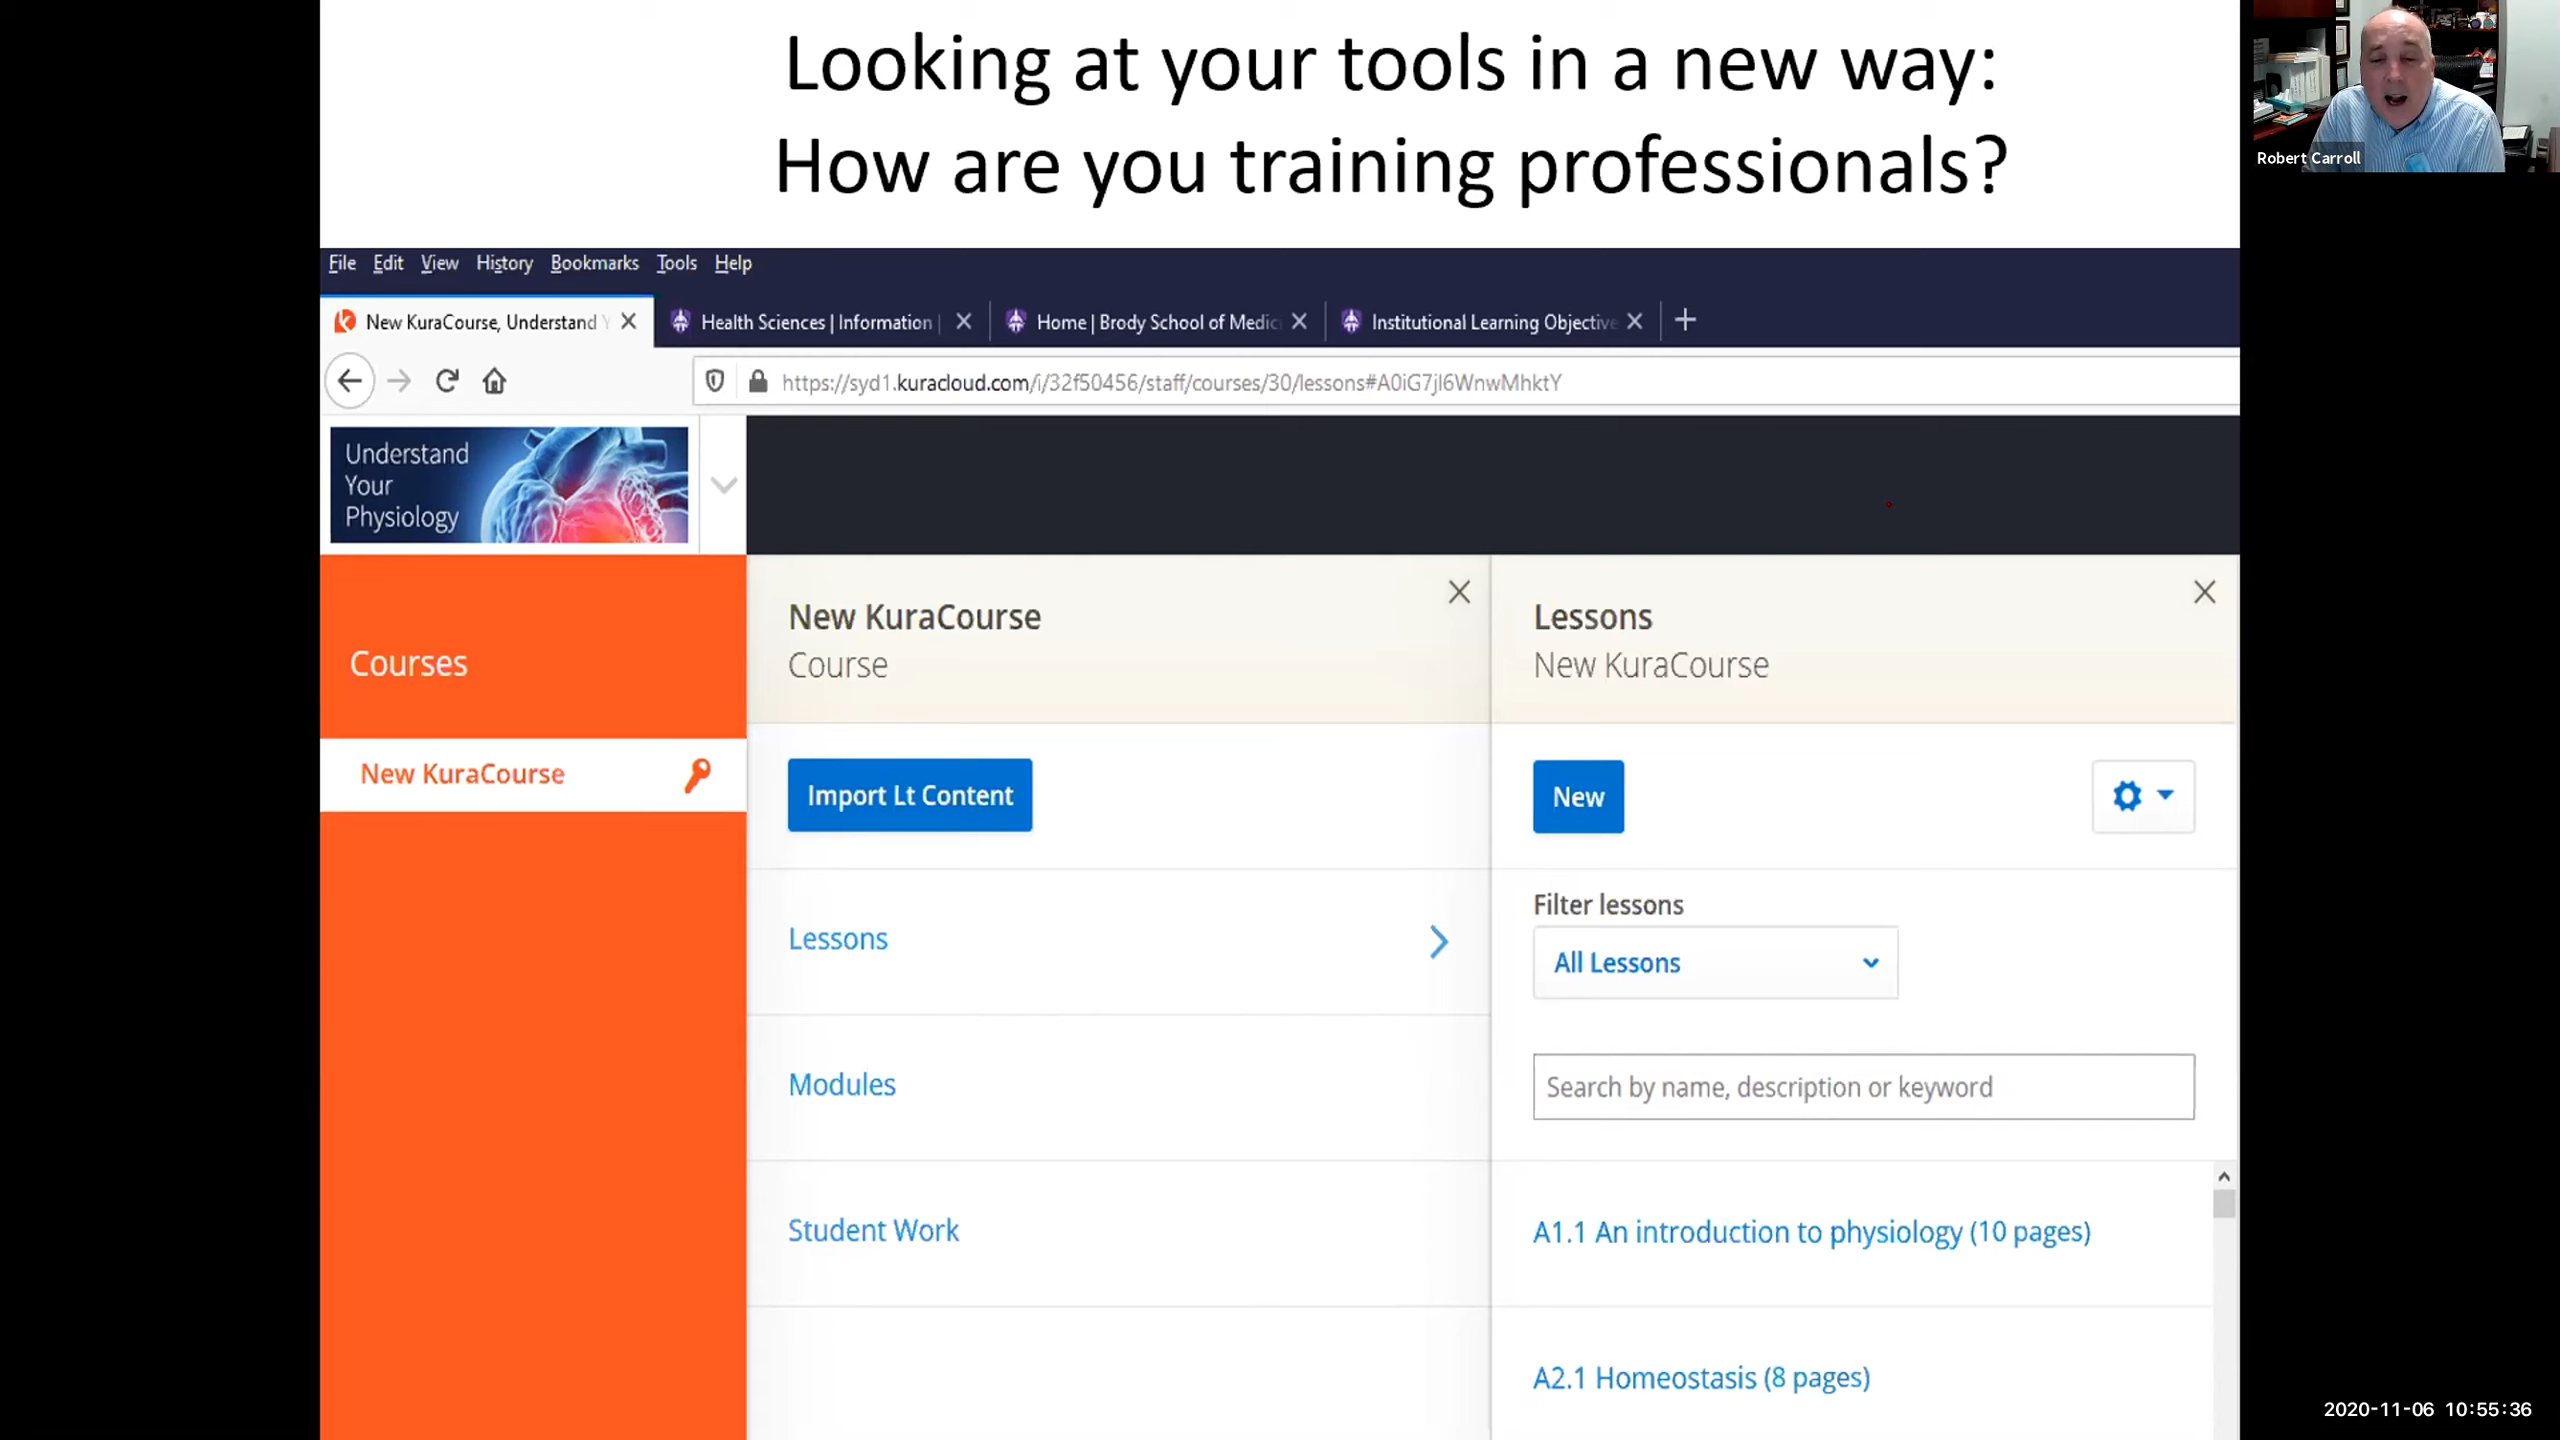 Looking at your tools in a new way:
How are you training professionals?
Robert Carroll
File Edit View History Bookmarks Tools Help
New KuraCourse, Understand Health Sciences | Information | Home | Brody School of Medic Institutional Learning Objective
https://syd1.kuracloud.com/i/32f50456/staff/courses/30/lessons#A0iG7jI6WnwMhktY
Understand
Your
Physiology
Courses
New KuraCourse
New KuraCourse
Course
Import Lt Content
Lessons
Modules
Student Work
Lessons
New KuraCourse
New
Filter lessons
All Lessons
Search by name, description or keyword
A1.1 An introduction to physiology (10 pages)
A2.1 Homeostasis (8 pages)
2020-11-06 10:55:36